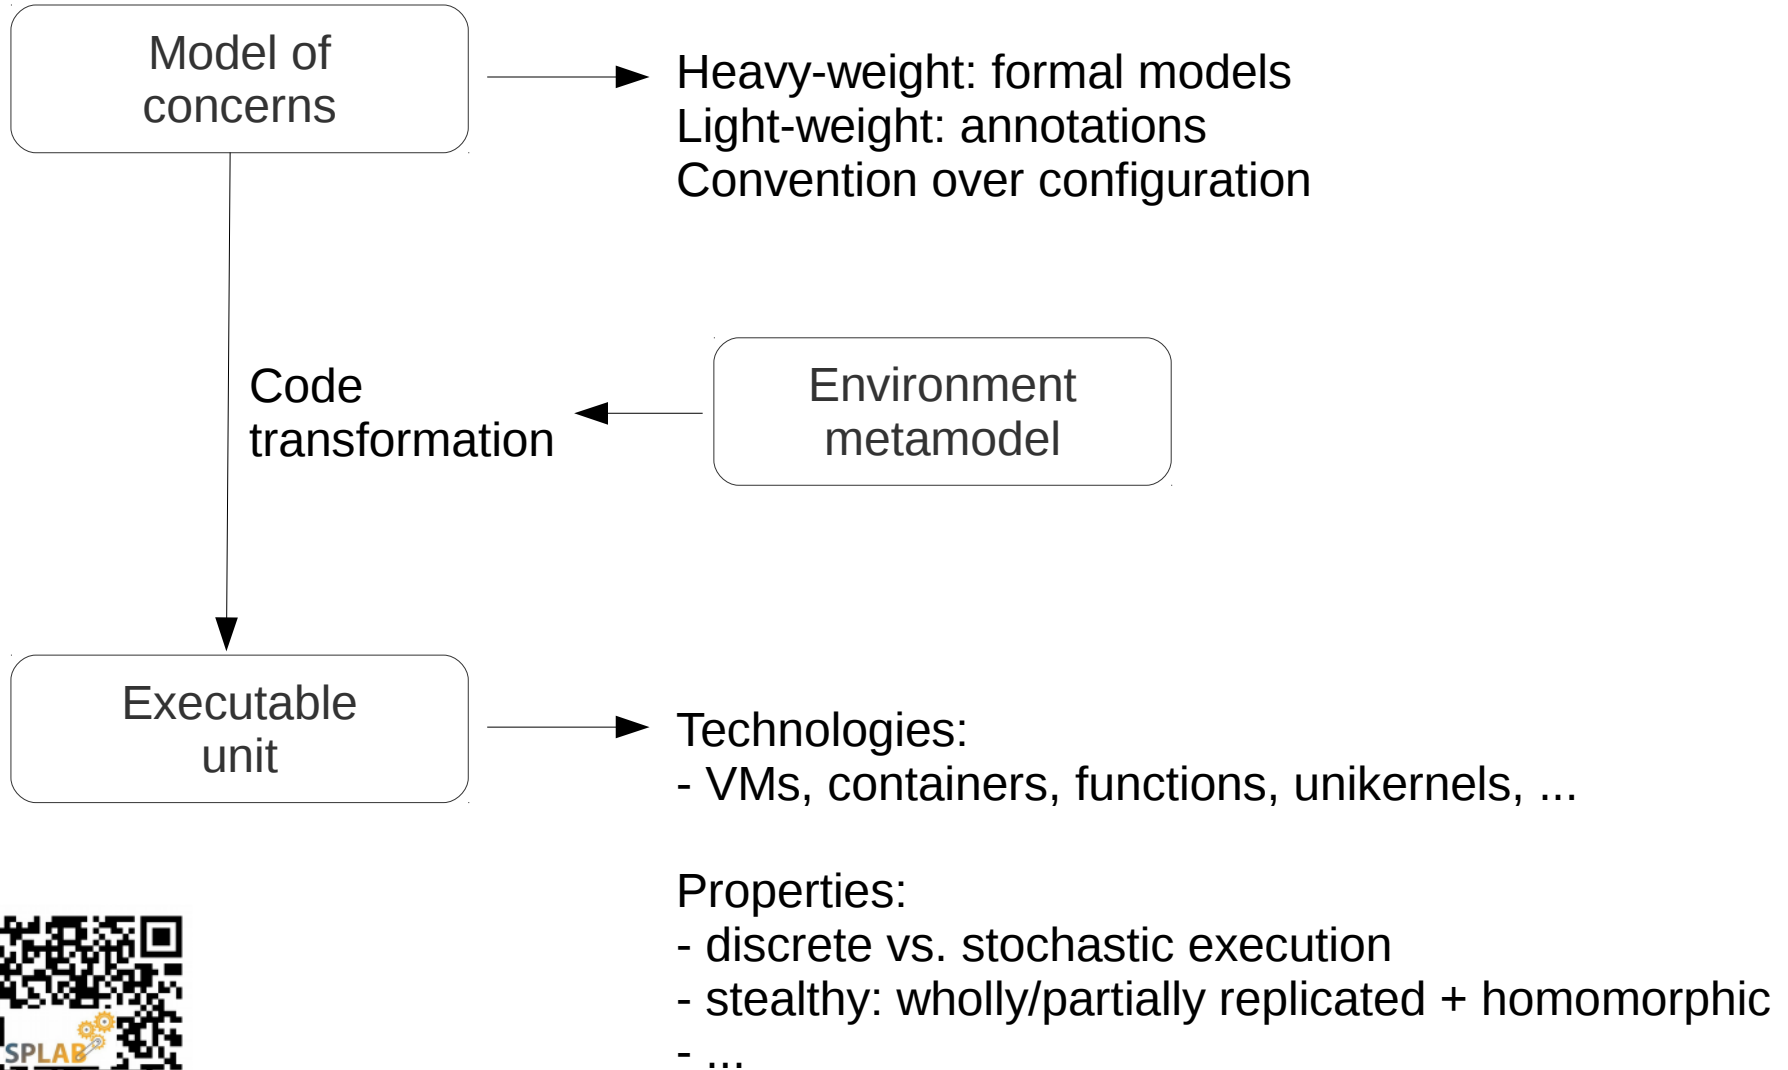 Model of
concerns
Heavy-weight: formal models
Light-weight: annotations
Convention over configuration
Code
transformation
Environment
metamodel
Executable
unit
Technologies:
- VMs, containers, functions, unikernels, ...
Properties:
- discrete vs. stochastic execution
- stealthy: wholly/partially replicated + homomorphic
- ...
SPLAB